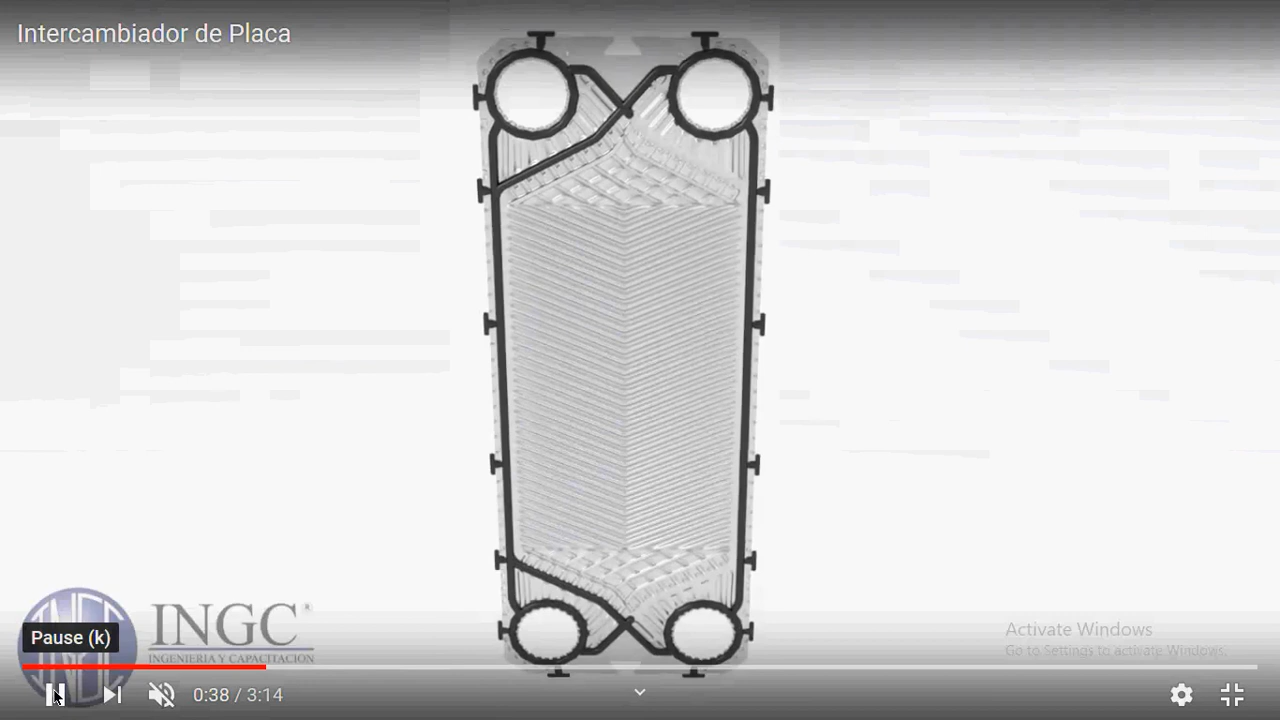 Intercambiador de Placa
INGC®
INGENIERIA Y CAPACITACION
Pause (k)
0:38 / 3:14
Activate Windows
Go to Settings to activate Windows.